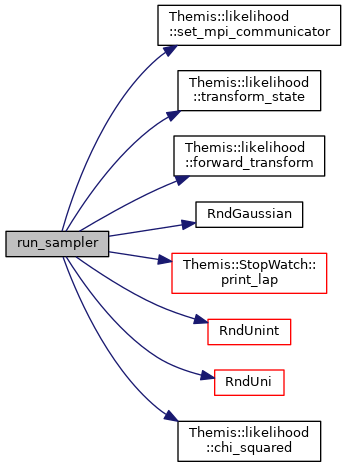 Themis::likelihood
::set_mpi_communicator
Themis::likelihood
::transform_state
Themis::likelihood
::forward_transform
RndGaussian
run_sampler
Themis::StopWatch::
print_lap
RndUnint
RndUni
Themis::likelihood
::chi_squared